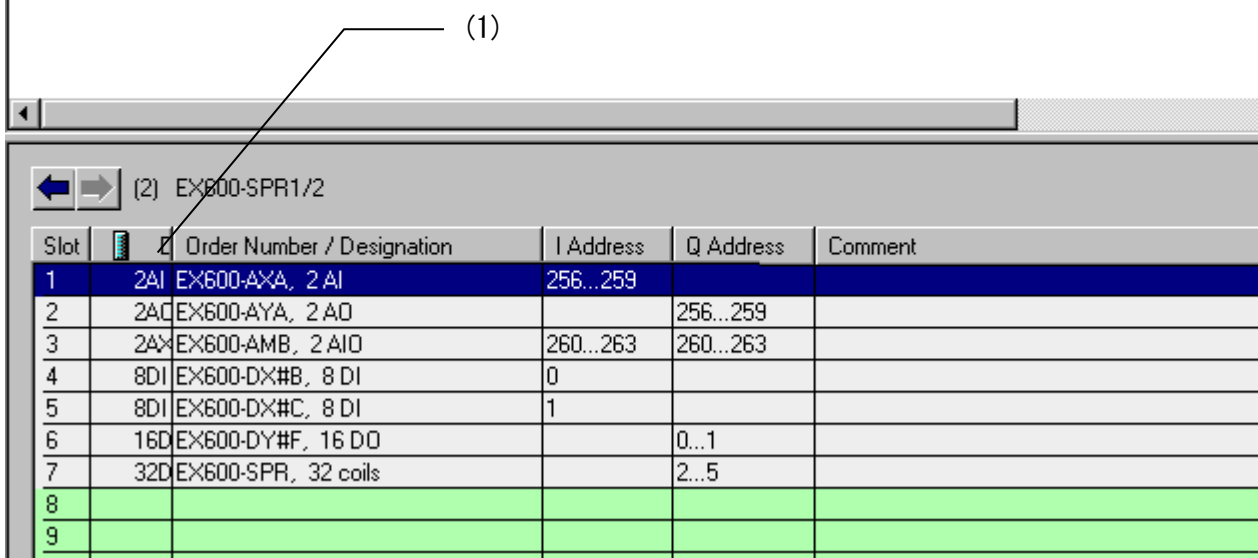 (1)
(2) EX600-SPR1/2
Slot D Order Number / Designation I Address Q Address Comment
1 2AI EX600-AXA, 2 AI 256...259
2 2AO EX600-AYA, 2 AO 256...259
3 2AX EX600-AMB, 2 AIO 260...263 260...263
4 8DI EX600-DX#B, 8 DI 0
5 8DI EX600-DX#C, 8 DI 1
6 16D EX600-DY#F, 16 DO 0...1
7 32D EX600-SPR, 32 coils 2...5
8
9